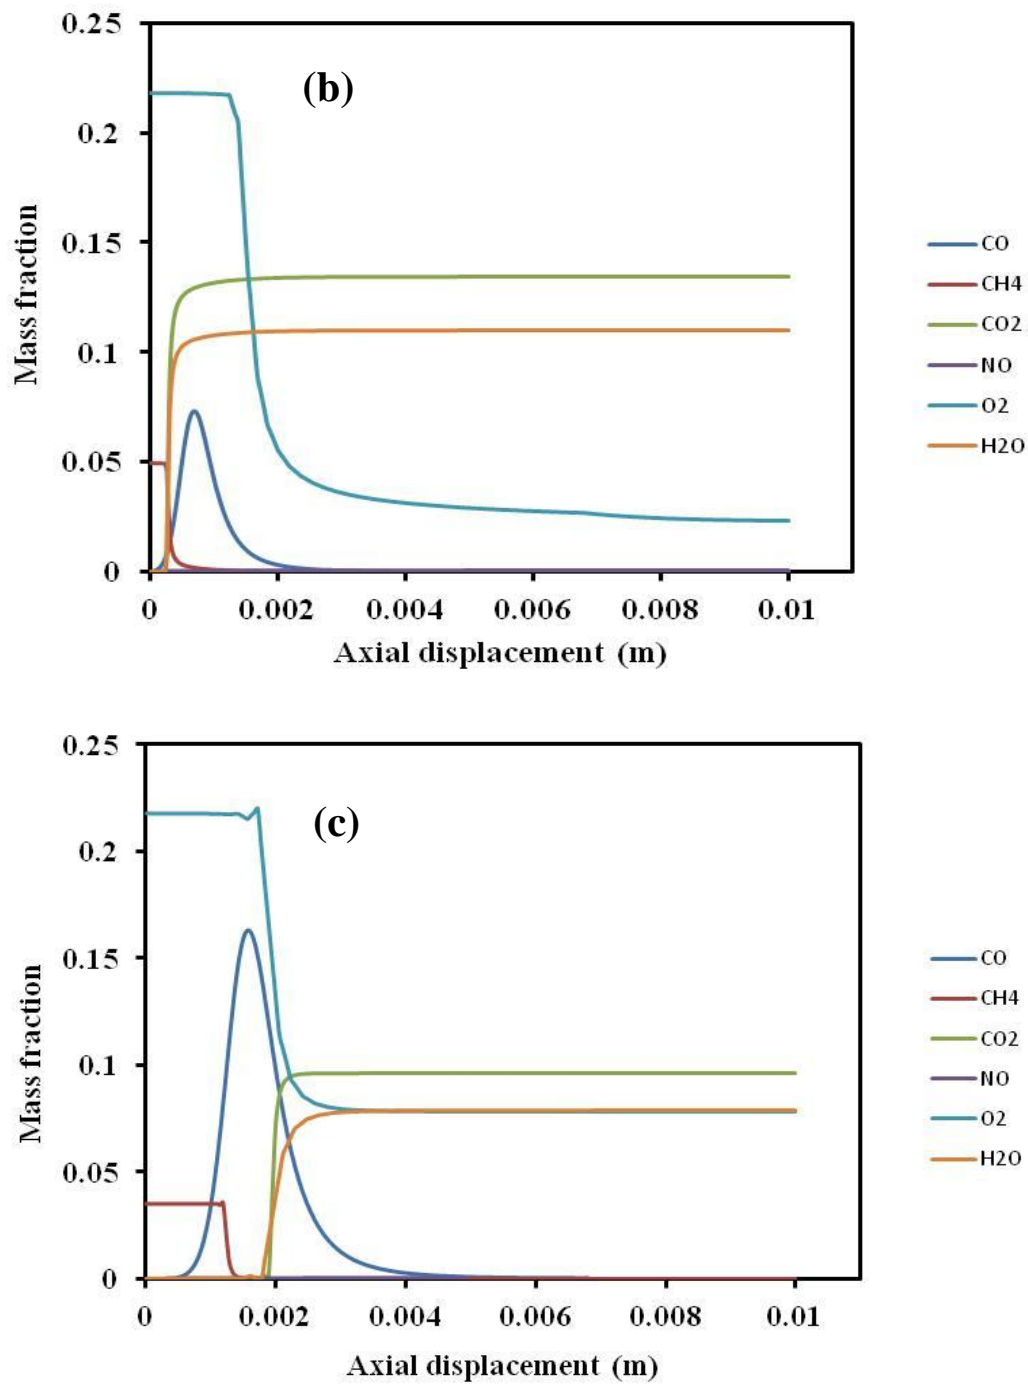 0.25
(b)
0.2
0.15
0.1
0.05
0
Mass fraction
CO
CH4
CO2
NO
O2
H2O
0 0.002 0.004 0.006 0.008 0.01
Axial displacement (m)
0.25
(c)
0.2
0.15
0.1
0.05
0
Mass fraction
CO
CH4
CO2
NO
O2
H2O
0 0.002 0.004 0.006 0.008 0.01
Axial displacement (m)